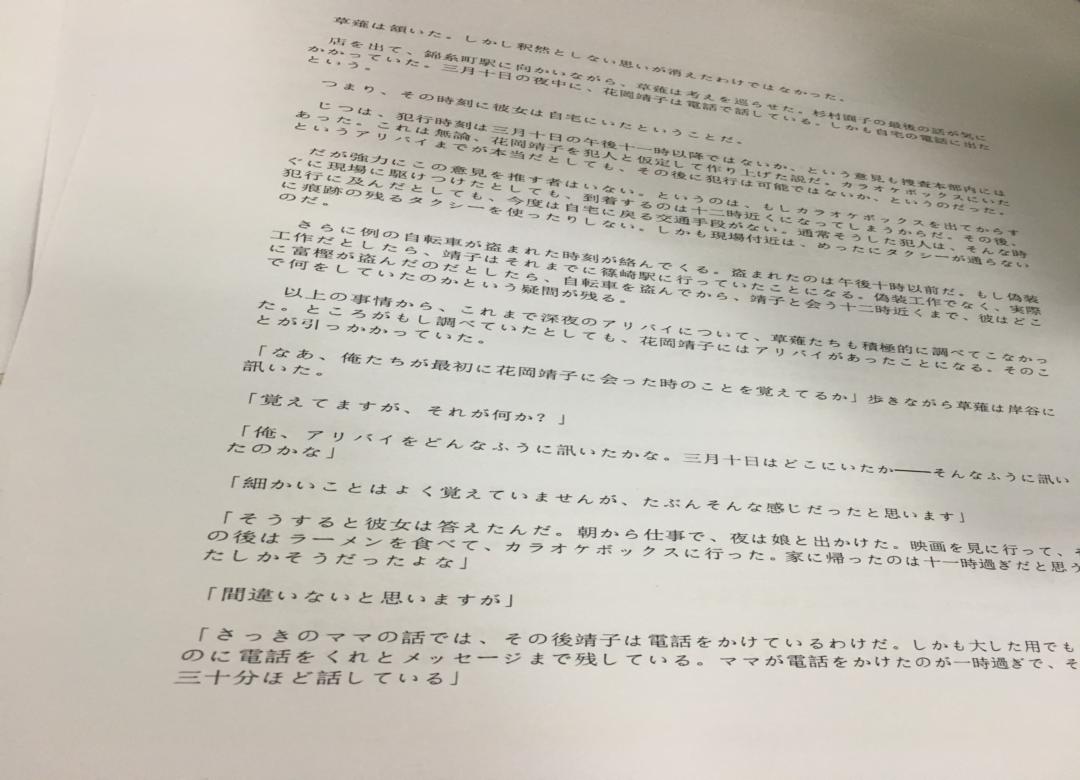 草薙は頷いた。しかし釈然としない思いが消えたわけではなかった。
店を出て、錦糸町駅に向かいながら、草薙は考えを巡らせた。杉村園子の最後の話が気に
かかっていた。三月十日の夜中に、花岡靖子は電話で話している。しかも自宅の電話に出た
という。
つまり、その時刻に彼女は自宅にいたということだ。
じつは、犯行時刻は三月十日の午後十一時以降ではないか、という意見も捜査本部内には
あった。これは無論、花岡靖子を犯人と仮定して作り上げた説だ。カラオケボックスにいた
というアリバイまでが本当だとしても、その後に犯行は可能ではないか、というのだった。
だが強力にこの意見を推す者はいない。というのは、もしカラオケボックスを出てからす
ぐに現場に駆けつけたとしても、到着するのは十二時近くになってしまうからだ。その後、
犯行に及んだとしても、今度は自宅に戻る交通手段がない。通常そうした犯人は、そんな時
に痕跡の残るタクシーを使ったりしない。しかも現場付近は、めったにタクシーが通らない
のだ。
さらに例の自転車が盗まれた時刻が絡んでくる。盗まれたのは午後十時以前だ。もし偽装
工作だとしたら、靖子はそれまでに篠崎駅に行っていたことになる。偽装工作でなく、実際
に富樫が盗んだのだとしたら、自転車を盗んでから、靖子と会う十二時近くまで、彼はどこ
で何をしていたのかという疑問が残る。
以上の事情から、これまで深夜のアリバイについて、草薙たちも積極的に調べてこなかっ
た。ところがもし調べていたとしても、花岡靖子にはアリバイがあったことになる。そのこ
とが引っかかっていた。
「なあ、俺たちが最初に花岡靖子に会った時のことを覚えてるか」歩きながら草薙は岸谷に
訊いた。
「覚えてますが、それが何か？」
「俺、アリバイをどんなふうに訊いたかな。三月十日はどこにいたか――そんなふうに訊い
たのかな」
「細かいことはよく覚えていませんが、たぶんそんな感じだったと思います」
「そうすると彼女は答えたんだ。朝から仕事で、夜は娘と出かけた。映画を見に行って、そ
の後はラーメンを食べて、カラオケボックスに行った。家に帰ったのは十一時過ぎだと思う
たしかそうだったよな」
「間違いないと思いますが」
「さっきのママの話では、その後靖子は電話をかけているわけだ。しかも大した用でも
のに電話をくれとメッセージまで残している。ママが電話をかけたのが一時過ぎで、そ
三十分ほど話している」